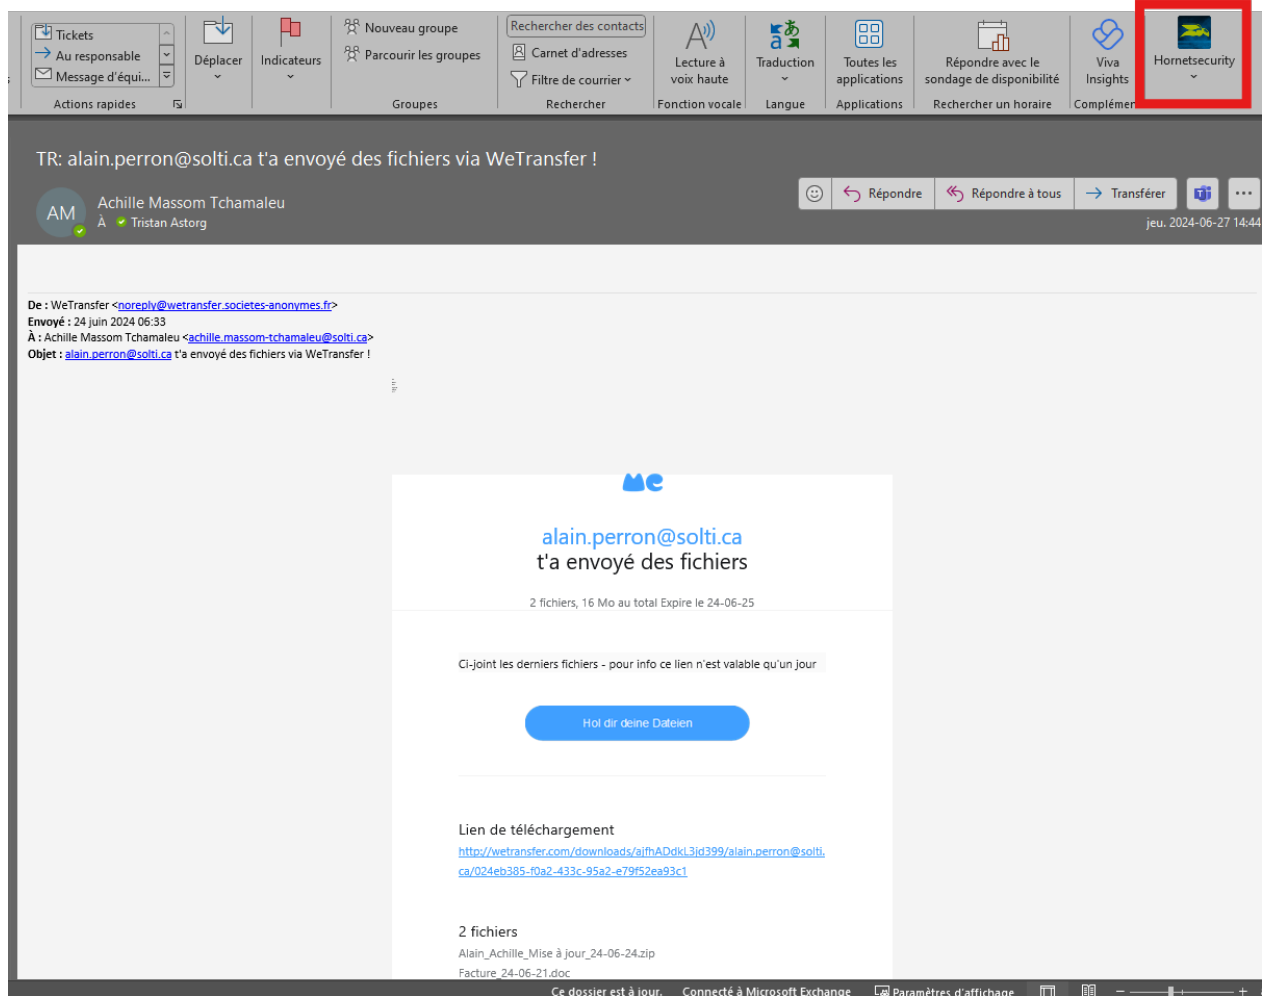 Tickets
Au responsable
Message d'équi...
Actions rapides
Déplacer
Indicateurs
Nouveau groupe
Parcourir les groupes
Groupes
Rechercher des contacts
Carnet d'adresses
Filtre de courrier
Rechercher
Lecture à
voix haute
Fonction vocale
Traduction
Langue
Toutes les
applications
Applications
Répondre avec le
sondage de disponibilité
Rechercher un horaire
Viva
Insights
Complémen
Hornetsecurity
TR: alain.perron@solti.ca t'a envoyé des fichiers via WeTransfer !
AM
Achille Massom Tchamaleu
À Tristan Astorg
Répondre
Répondre à tous
Transférer
...
jeu. 2024-06-27 14:44
De : WeTransfer <noreply@wetransfer.societes-anonymes.fr>
Envoyé : 24 juin 2024 06:33
À : Achille Massom Tchamaleu <achille.massom-tchamaleu@solti.ca>
Objet : alain.perron@solti.ca t'a envoyé des fichiers via WeTransfer !
alain.perron@solti.ca
t'a envoyé des fichiers
2 fichiers, 16 Mo au total Expire le 24-06-25
Ci-joint les derniers fichiers - pour info ce lien n'est valable qu'un jour
Hol dir deine Dateien
Lien de téléchargement
http://wetransfer.com/downloads/ajfhADdkL3jd399/alain.perron@solti.
ca/024eb385-f0a2-433c-95a2-e79f52ea93c1
2 fichiers
Alain_Achille_Mise à jour_24-06-24.zip
Facture_24-06-21.doc
Ce dossier est à jour.
Connecté à Microsoft Exchange
Paramètres d'affichage